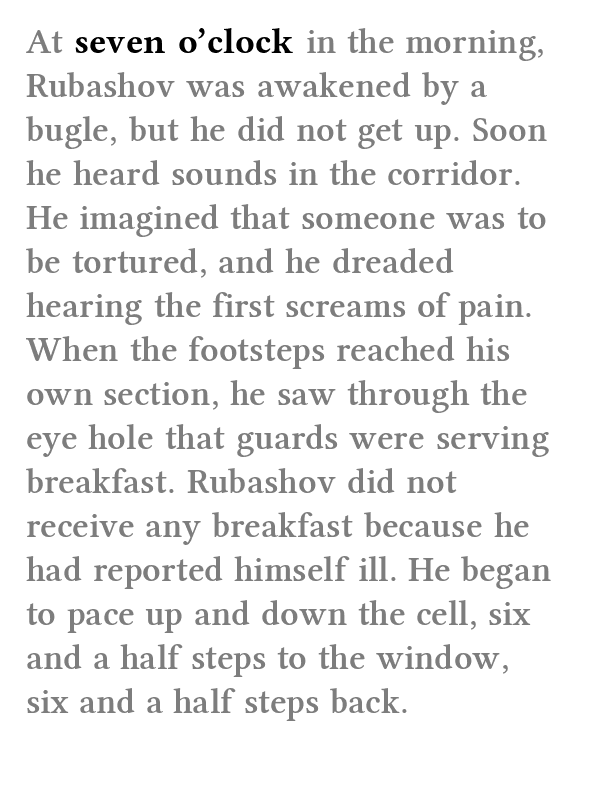 At seven o’clock in the morning,
Rubashov was awakened by a
bugle, but he did not get up. Soon
he heard sounds in the corridor.
He imagined that someone was to
be tortured, and he dreaded
hearing the first screams of pain.
When the footsteps reached his
own section, he saw through the
eye hole that guards were serving
breakfast. Rubashov did not
receive any breakfast because he
had reported himself ill. He began
to pace up and down the cell, six
and a half steps to the window,
six and a half steps back.